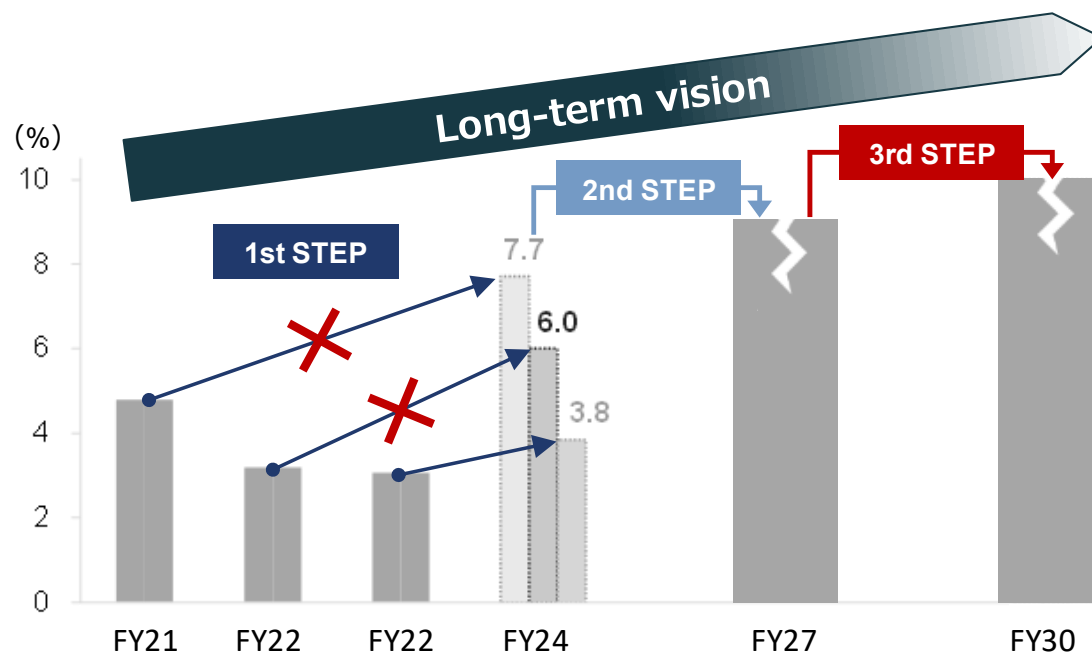 Long-term vision
(%)
3rd STEP
10
2nd STEP
1st STEP
8
7.7
6.0
6
3.8
4
2
0
FY21 FY22 FY22 FY24 FY27 FY30